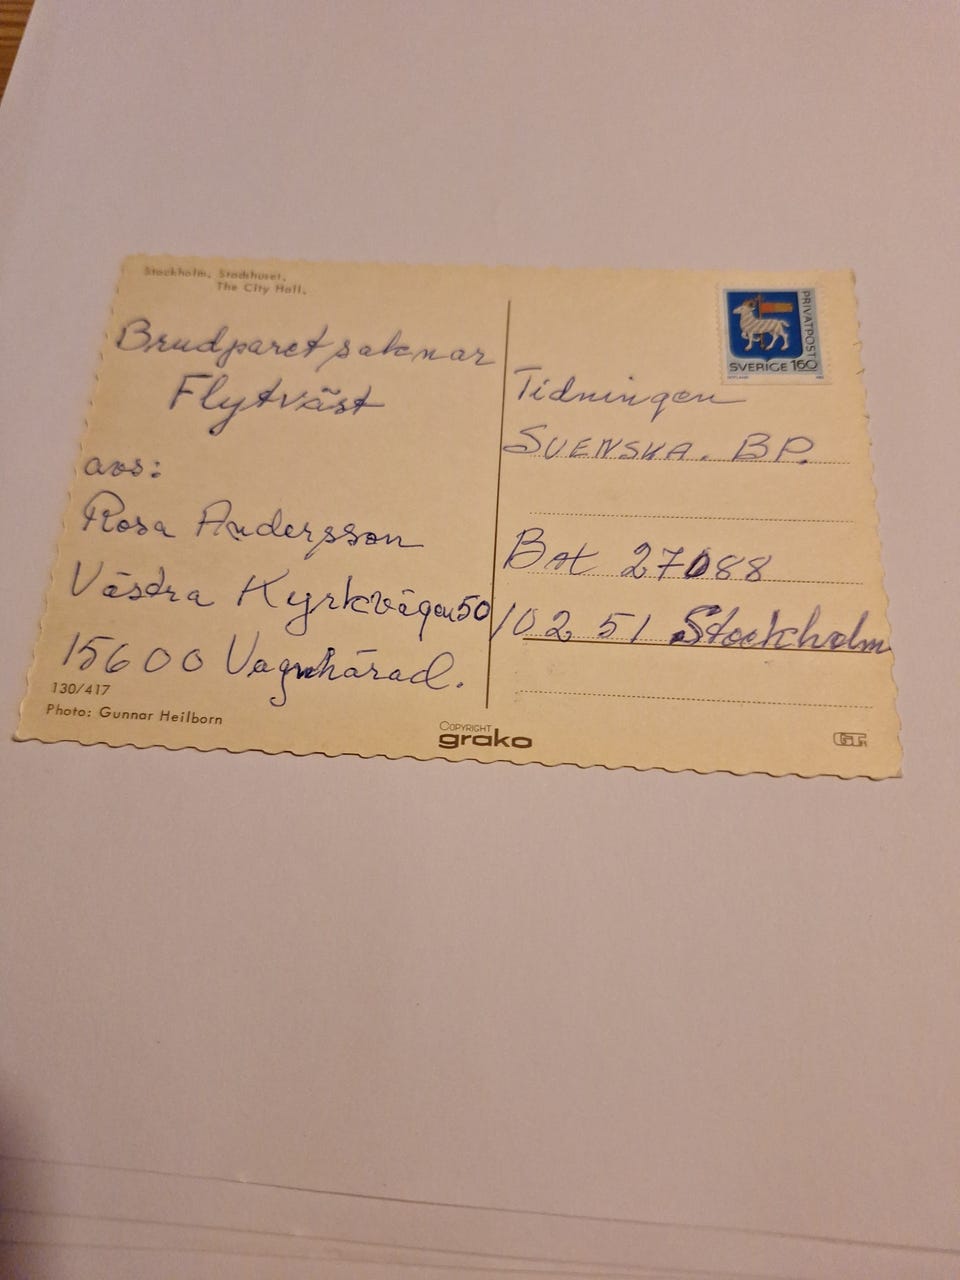 Stockholm, Stadshuset.
The City Hall.
Brudparet saknar
Flytväst
avs:
Rosa Andersson
Västra Kyrkvägen 50
15600 Vagnhärad.
130/417
Photo: Gunnar Heilborn
COPYRIGHT
grako
PRIVATPOST
SVERIGE 160
GOTLAND
Tidningen
SVENSKA. BP.
Box 27088
102 51 Stockholm